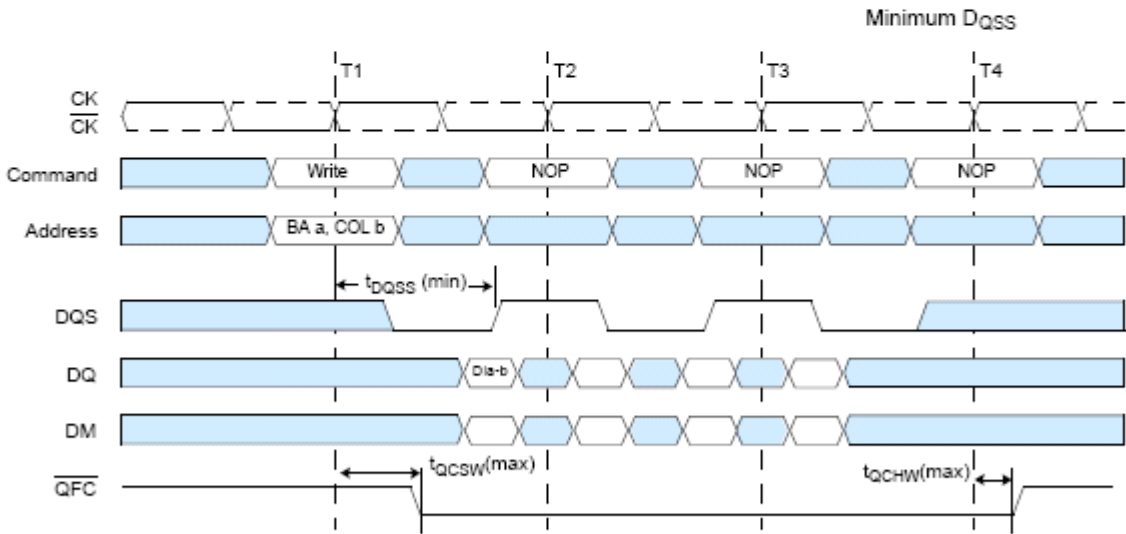 Minimum DQSS
T1 T2 T3 T4
CK
CK
Command Write NOP NOP NOP
Address BA a, COL b
tDQSS (min)
DQS
DQ DIa-b
DM
tQCSW(max) tQCHW(max)
QFC